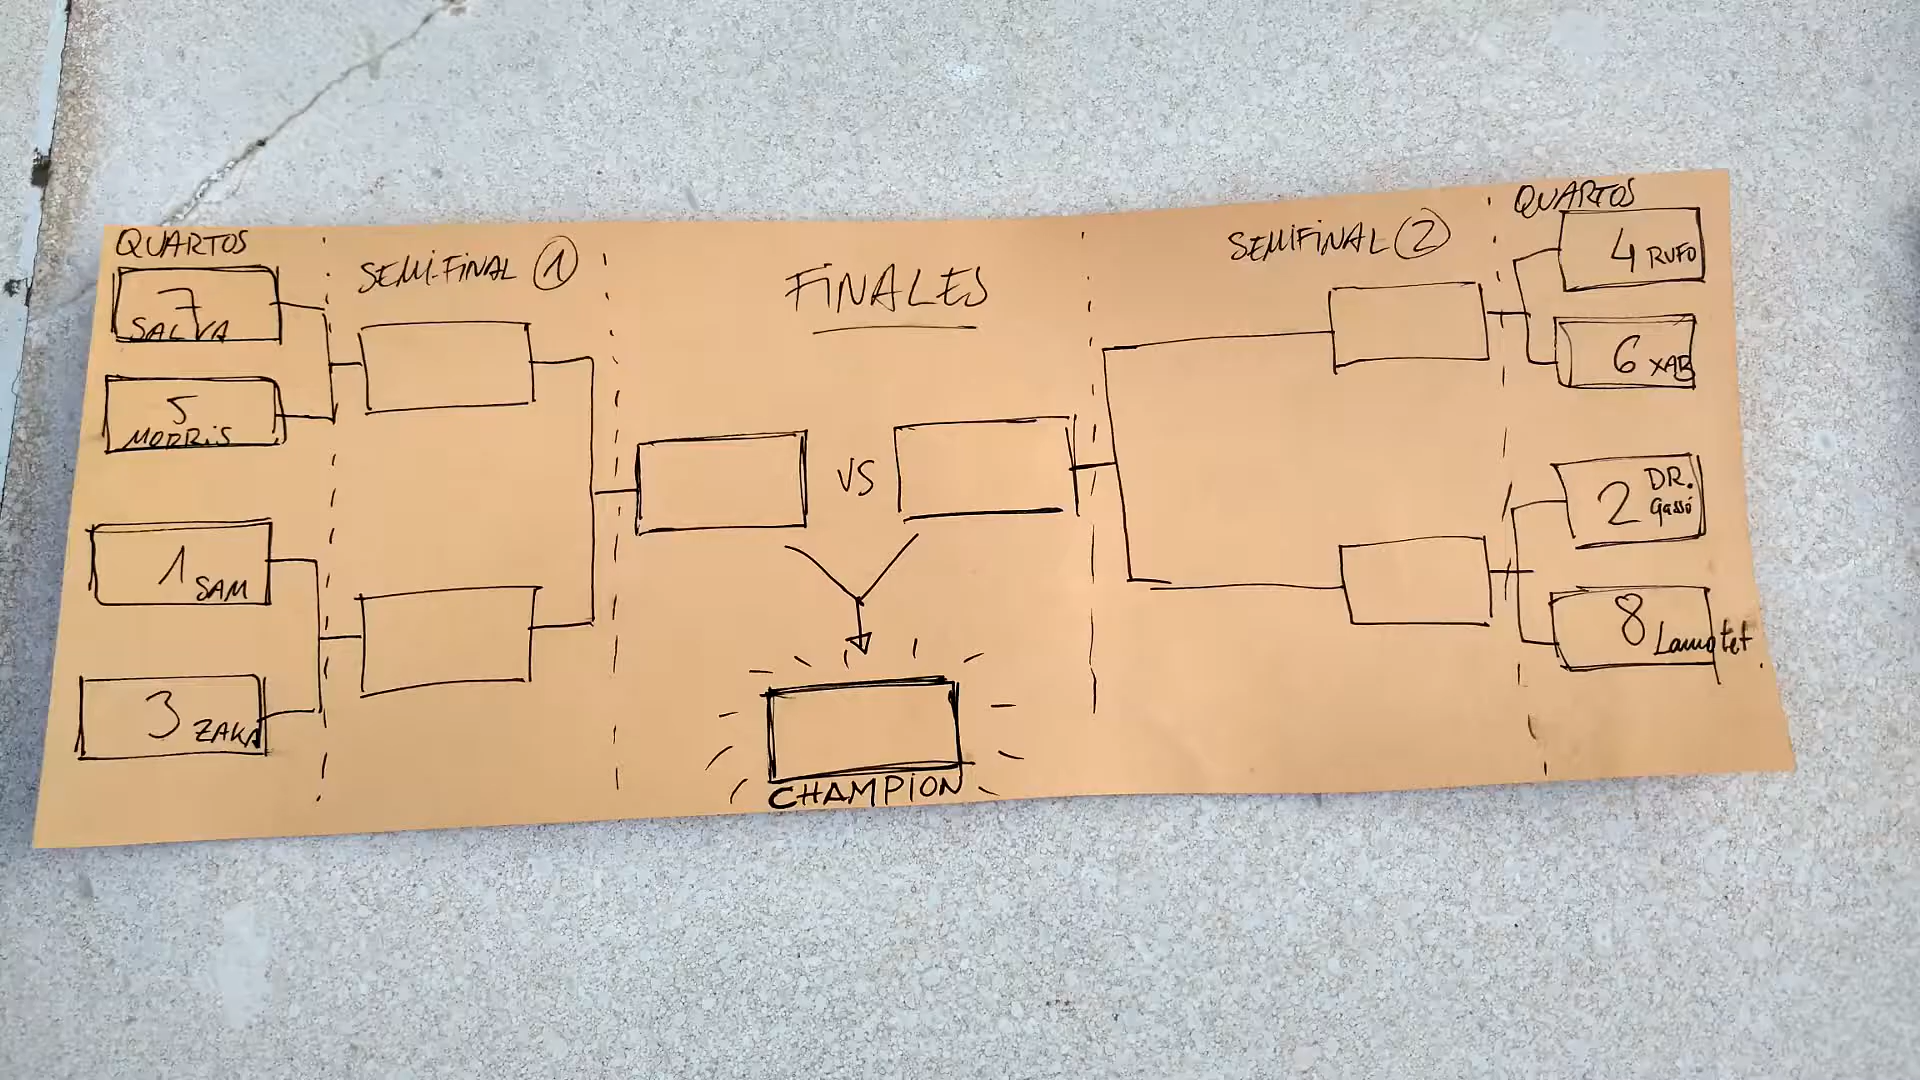 QUARTOS
7
SALVA
5
MORRIS
1 SAM
3 ZAKA
SEMI-FINAL 1
FINALES
VS
CHAMPION
SEMIFINAL 2
QUARTOS
4 RUFO
6 XAB
2 DR.
Gassó
8 Lamotet